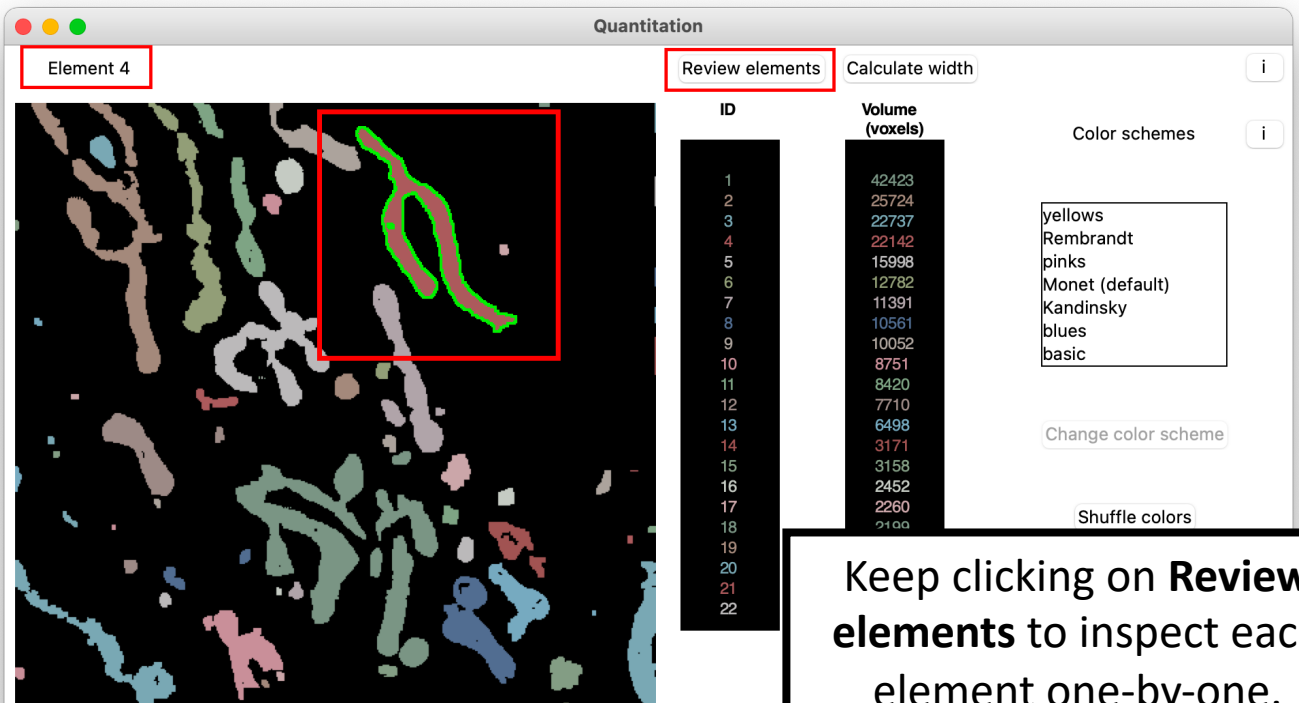 Quantitation
Element 4
Review elements
Calculate width
i
ID
Volume
(voxels)
Color schemes
i
1 42423
2 25724
3 22737
4 22142
5 15998
6 12782
7 11391
8 10561
9 10052
10 8751
11 8420
12 7710
13 6498
14 3171
15 3158
16 2452
17 2260
18 2199
19
20
21
22
yellows
Rembrandt
pinks
Monet (default)
Kandinsky
blues
basic
Change color scheme
Shuffle colors
Keep clicking on Review
elements to inspect eac
element one-by-one.